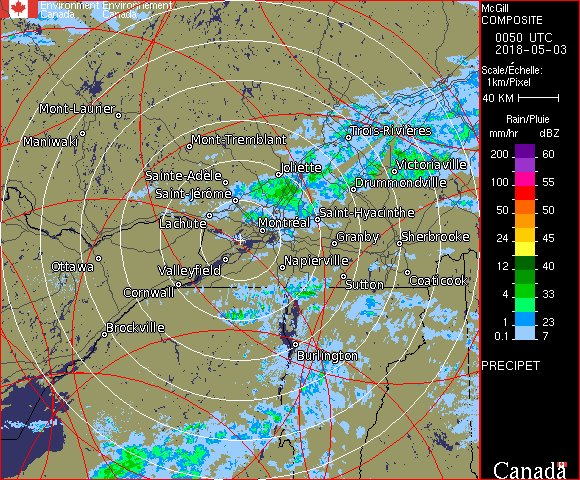 Environment Environnement
Canada Canada
Mont-Laurier
Maniwaki
Mont-Tremblant
Trois-Rivières
Joliette
Victoriaville
Sainte-Adèle
Drummondville
Saint-Jérôme
Saint-Hyacinthe
Lachute
Montréal
Granby
Sherbrooke
Ottawa
Valleyfield
Napierville
Cornwall
Sutton
Coaticook
Brockville
Burlington
McGill
COMPOSITE
0050 UTC
2018-05-03
Scale/Échelle:
1km/Pixel
40 KM
Rain/Pluie
mm/hr dBZ
200 60
100 55
50 50
24 45
12 40
4 33
2 23
0.1 7
PRECIPET
Canada